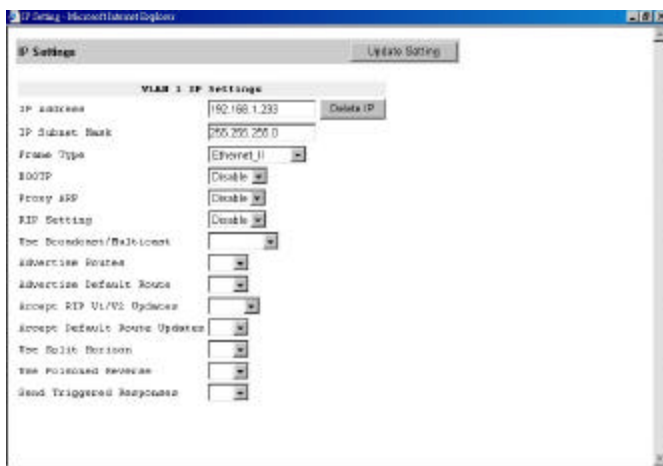 IP Setting - Microsoft Internet Explorer
IP Settings
Update Setting
VLAN 1 IP Settings
IP Address 192.168.1.233 Delete IP
IP Subnet Mask 255.255.255.0
Frame Type Ethernet_II
BOOTP Disable
Proxy ARP Disable
RIP Setting Disable
Use Broadcast/Multicast
Advertise Routes
Advertise Default Route
Accept RIP V1/V2 Updates
Accept Default Route Updates
Use Split Horizon
Use Poisoned Reverse
Send Triggered Responses